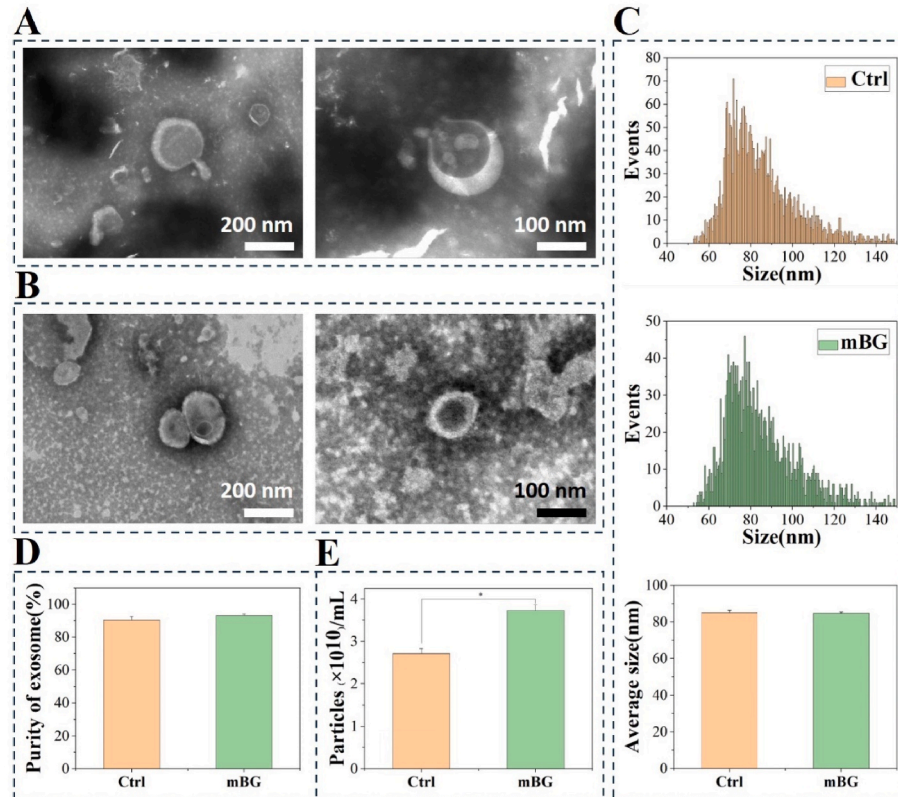 A
200 nm
100 nm
B
200 nm
100 nm
C
80
70
60
50
40
30
20
10
0
Events
Ctrl
40 60 80 100 120 140
Size(nm)
50
40
30
20
10
0
Events
mBG
40 60 80 100 120 140
Size(nm)
100
80
60
40
20
0
Average size(nm)
Ctrl mBG
D
100
80
60
40
20
0
Purity of exosome(%)
Ctrl mBG
E
4
3
2
1
0
Particles (×10¹⁰)/mL
*
Ctrl mBG